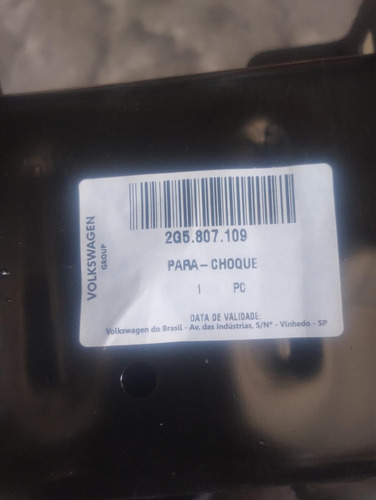 VOLKSWAGEN
GROUP
2G5.807.109
PARA-CHOQUE
1 PC
DATA DE VALIDADE:
Volkswagen do Brasil - Av. das Indústrias, S/Nº - Vinhedo - SP